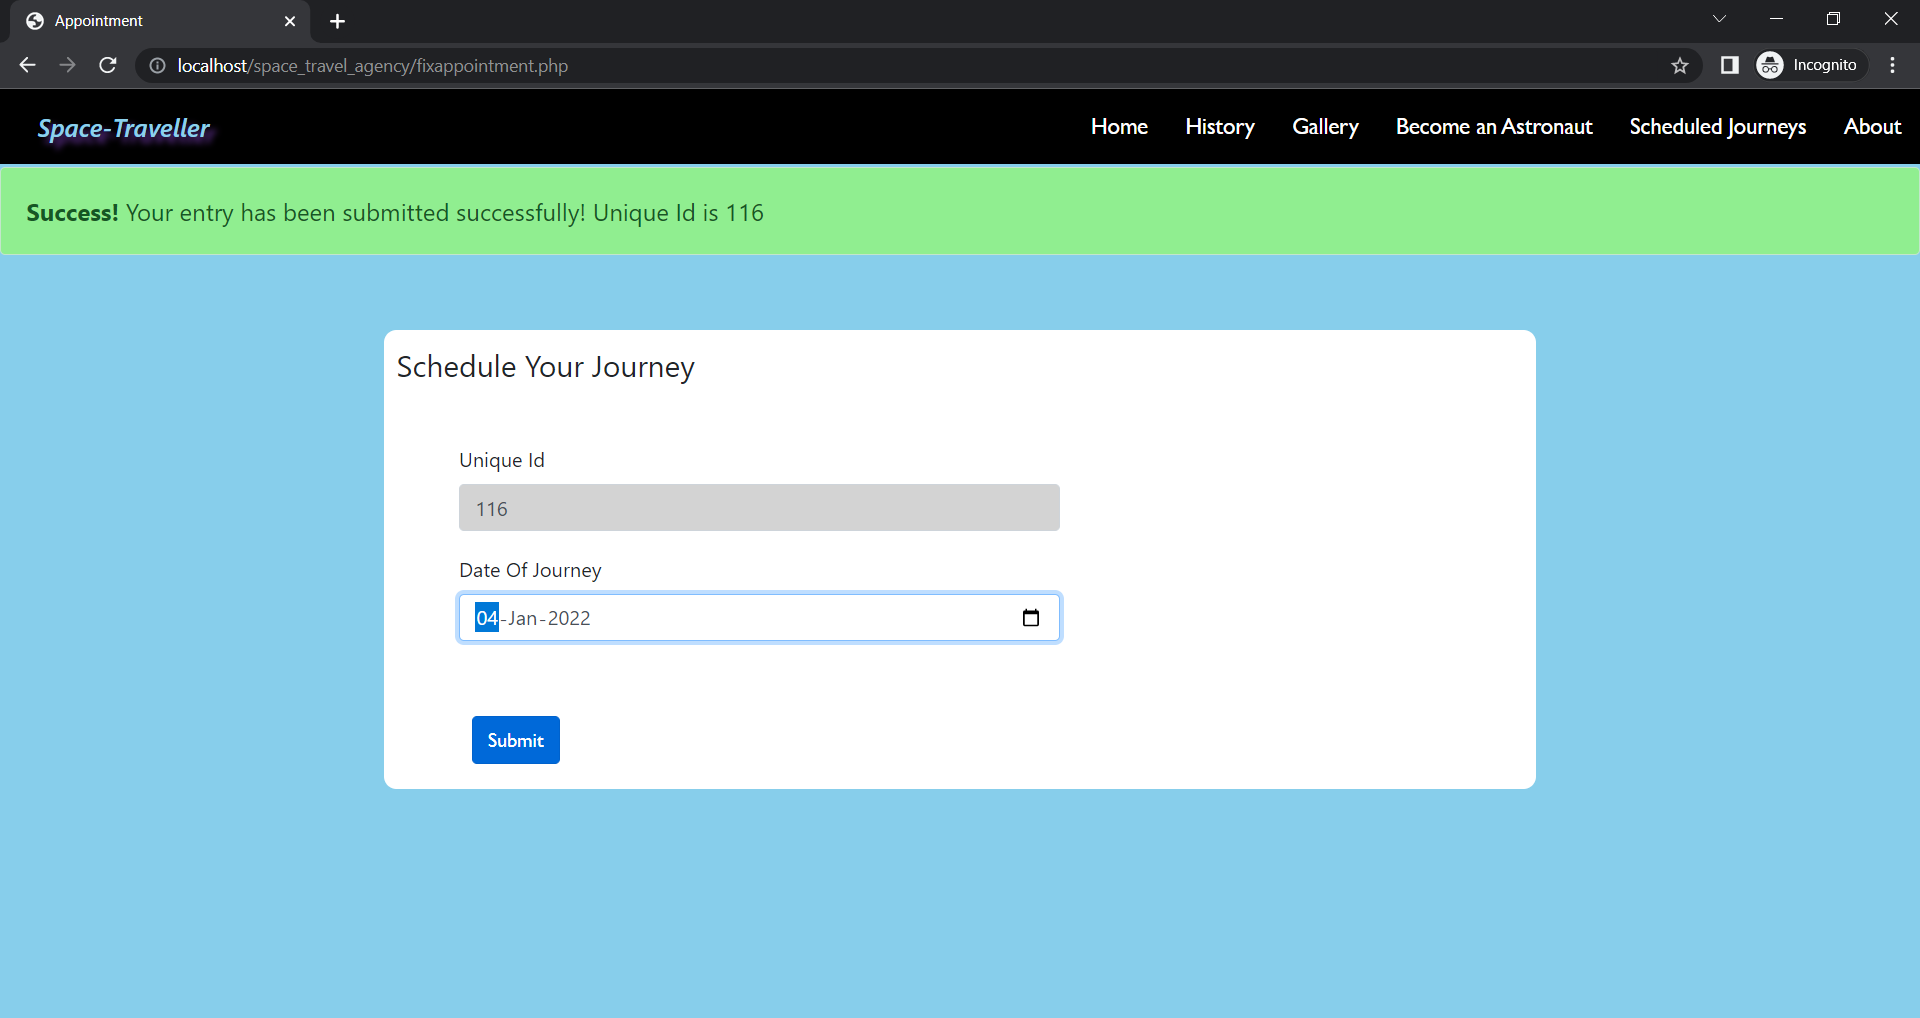 Appointment
localhost/space_travel_agency/fixappointment.php
Incognito
Space-Traveller
Home History Gallery Become an Astronaut Scheduled Journeys About
Success! Your entry has been submitted successfully! Unique Id is 116
Schedule Your Journey
Unique Id
116
Date Of Journey
04-Jan-2022
Submit